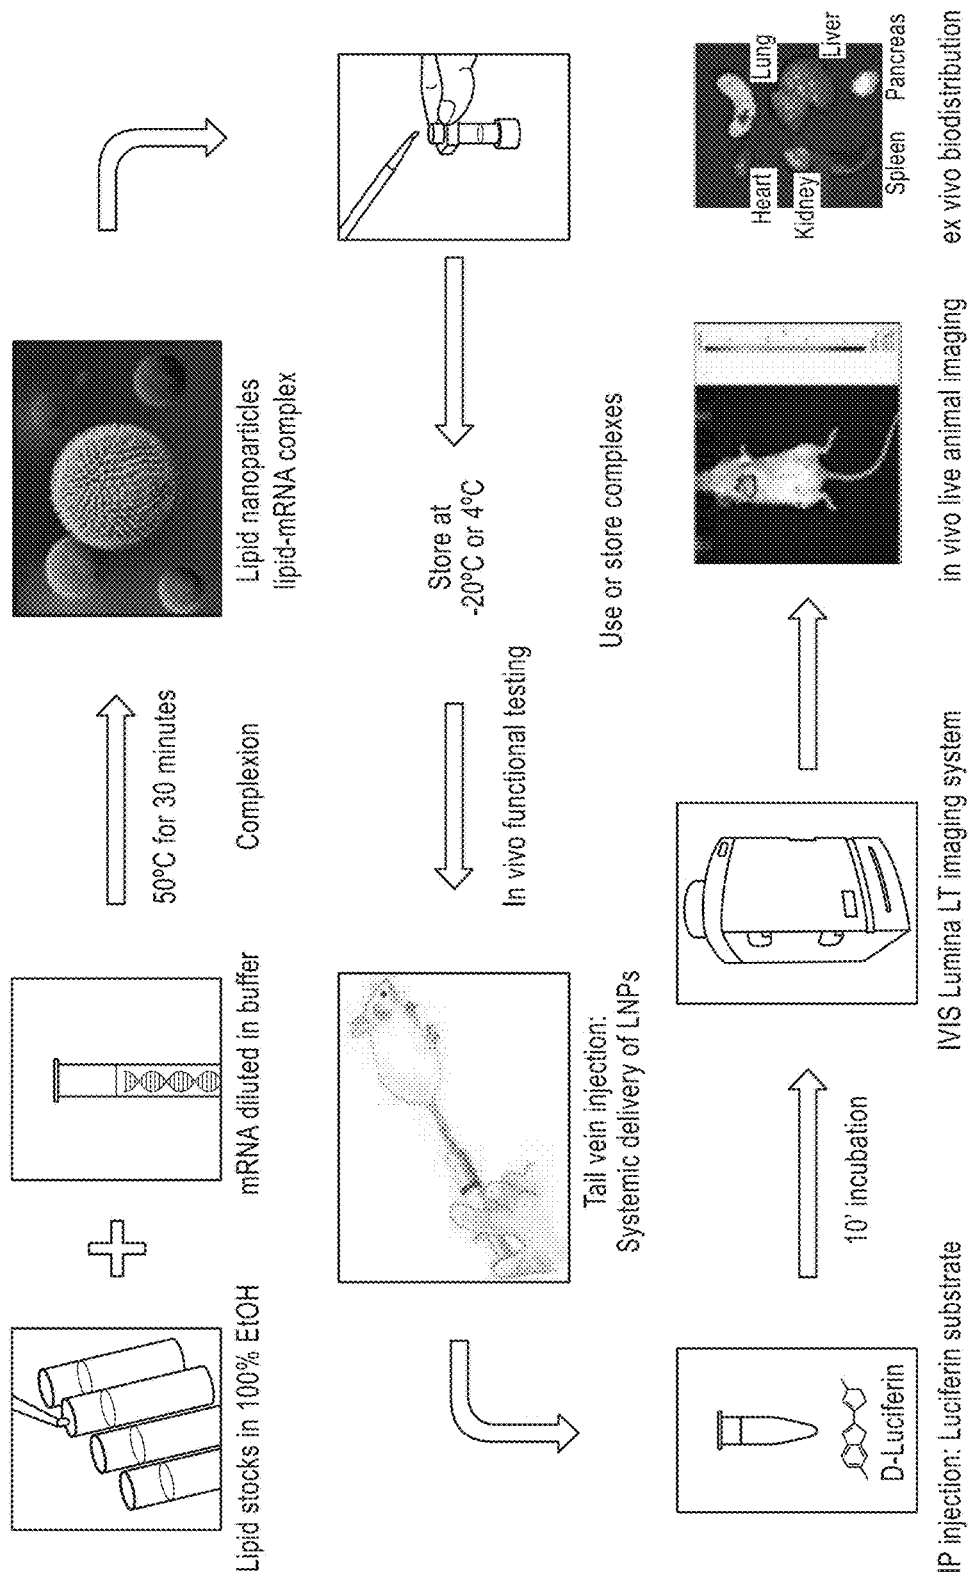 Lipid stocks in 100% EtOH
mRNA diluted in buffer
50ºC for 30 minutes
Complexion
Lipid nanoparticles
lipid-mRNA complex
Store at
-20ºC or 4ºC
Use or store complexes
In vivo functional testing
Tail vein injection:
Systemic delivery of LNPs
D-Luciferin
IP injection: Luciferin substrate
10' incubation
IVIS Lumina LT imaging system
in vivo live animal imaging
Heart
Lung
Kidney
Liver
Spleen
Pancreas
ex vivo biodistribution